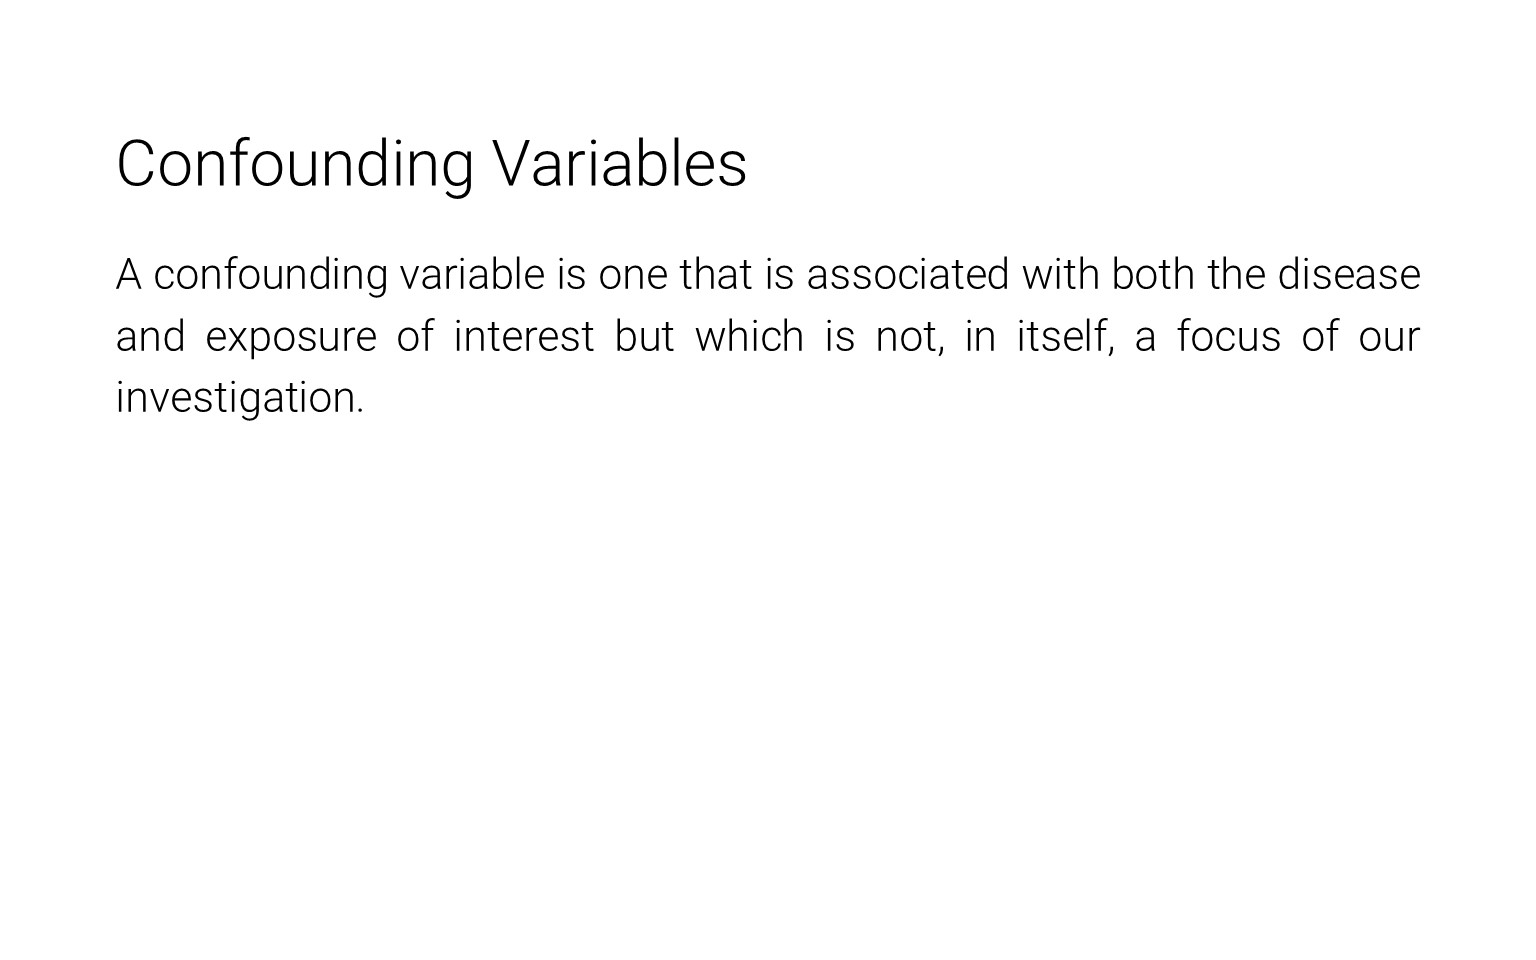 Confounding Variables
A confounding variable is one that is associated with both the disease
and exposure of interest but which is not, in itself, a focus of our
investigation.